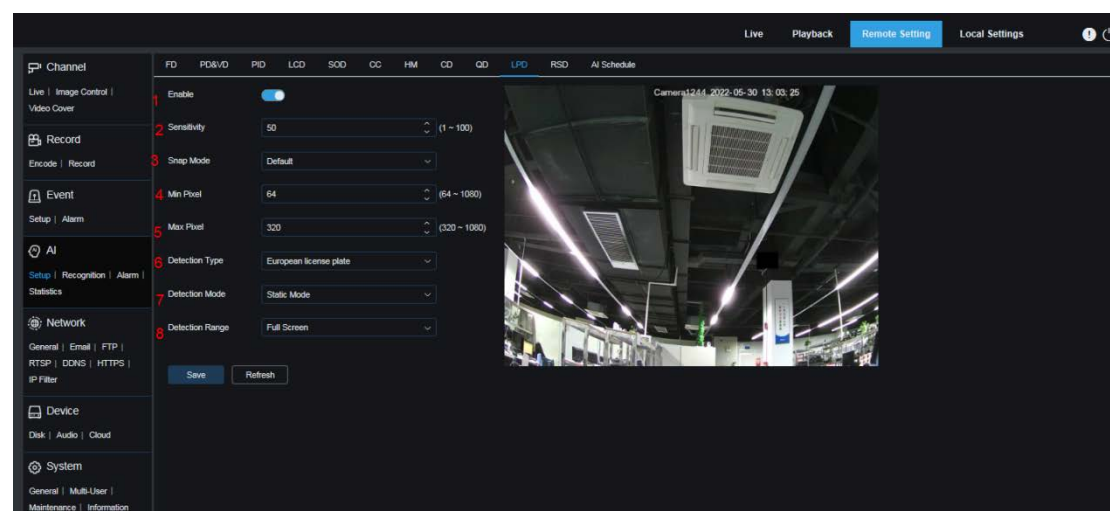 Live Playback Remote Setting Local Settings
Channel
Live | Image Control |
Video Cover
Record
Encode | Record
Event
Setup | Alarm
AI
Setup | Recognition | Alarm |
Statistics
Network
General | Email | FTP |
RTSP | DDNS | HTTPS |
IP Filter
Device
Disk | Audio | Cloud
System
General | Multi-User |
Maintenance | Information
FD PD&VD PID LCD SOD CC HM CD QD LPD RSD AI Schedule
1 Enable
2 Sensitivity 50 (1 ~ 100)
3 Snap Mode Default
4 Min Pixel 64 (64 ~ 1080)
5 Max Pixel 320 (320 ~ 1080)
6 Detection Type European license plate
7 Detection Mode Static Mode
8 Detection Range Full Screen
Save Refresh
Camera1244 2022-05-30 13:03:25